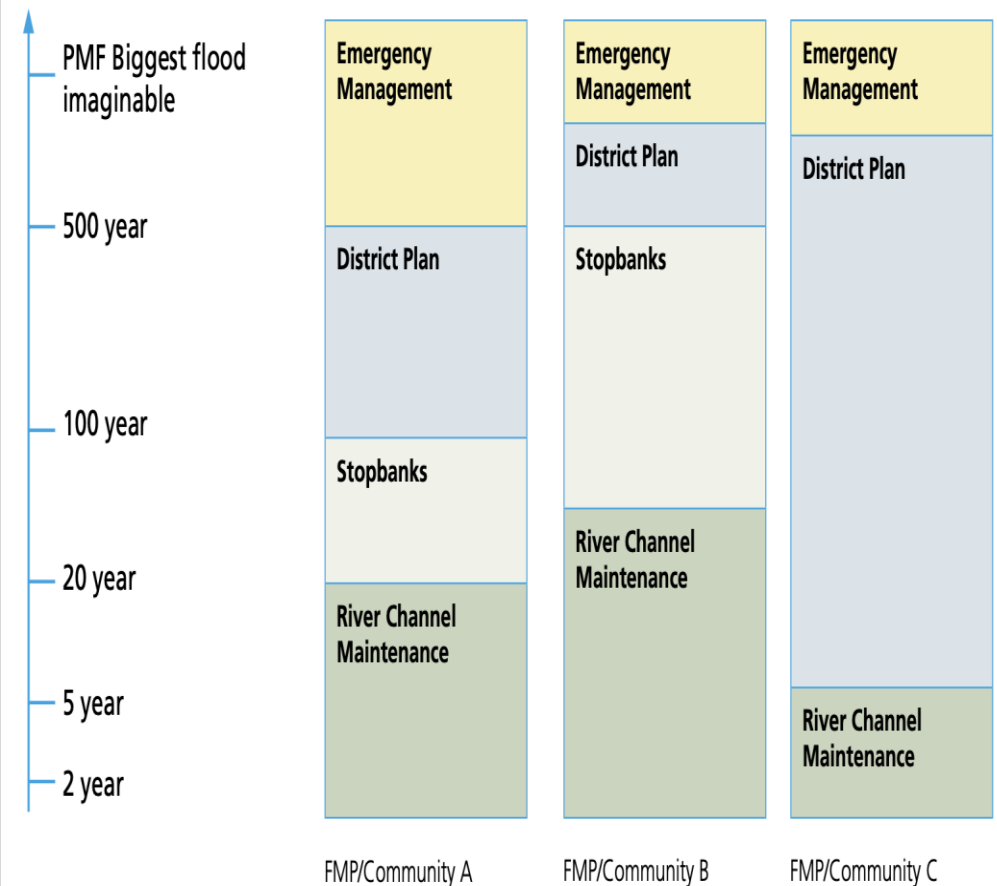 PMF Biggest flood
imaginable
500 year
100 year
20 year
5 year
2 year
Emergency
Management
District Plan
Stopbanks
River Channel
Maintenance
FMP/Community A
Emergency
Management
District Plan
Stopbanks
River Channel
Maintenance
FMP/Community B
Emergency
Management
District Plan
River Channel
Maintenance
FMP/Community C